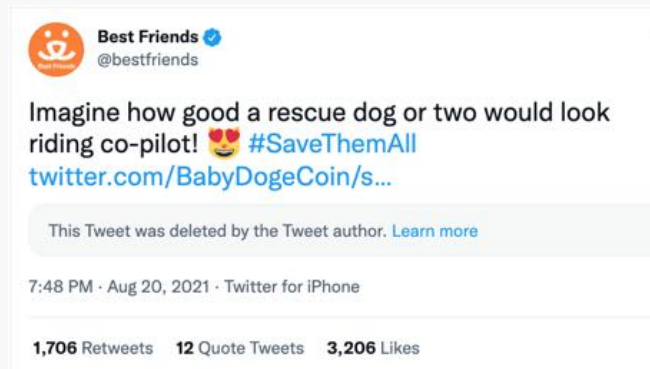 Best Friends
@bestfriends
Imagine how good a rescue dog or two would look
riding co-pilot! 😻 #SaveThemAll
twitter.com/BabyDogeCoin/s...
This Tweet was deleted by the Tweet author. Learn more
7:48 PM · Aug 20, 2021 · Twitter for iPhone
1,706 Retweets 12 Quote Tweets 3,206 Likes